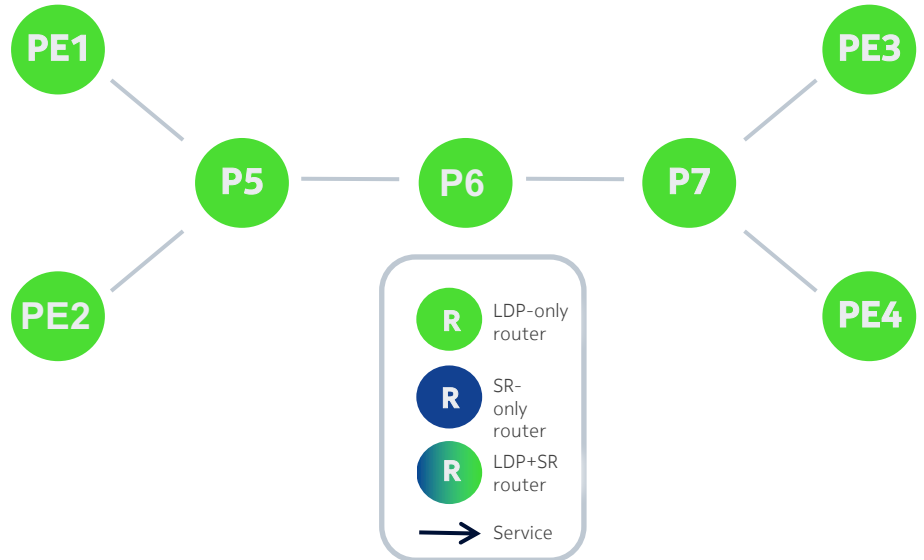 PE1
PE3
P5
P6
P7
PE2
PE4
R
LDP-only
router
R
SR-
only
router
R
LDP+SR
router
Service